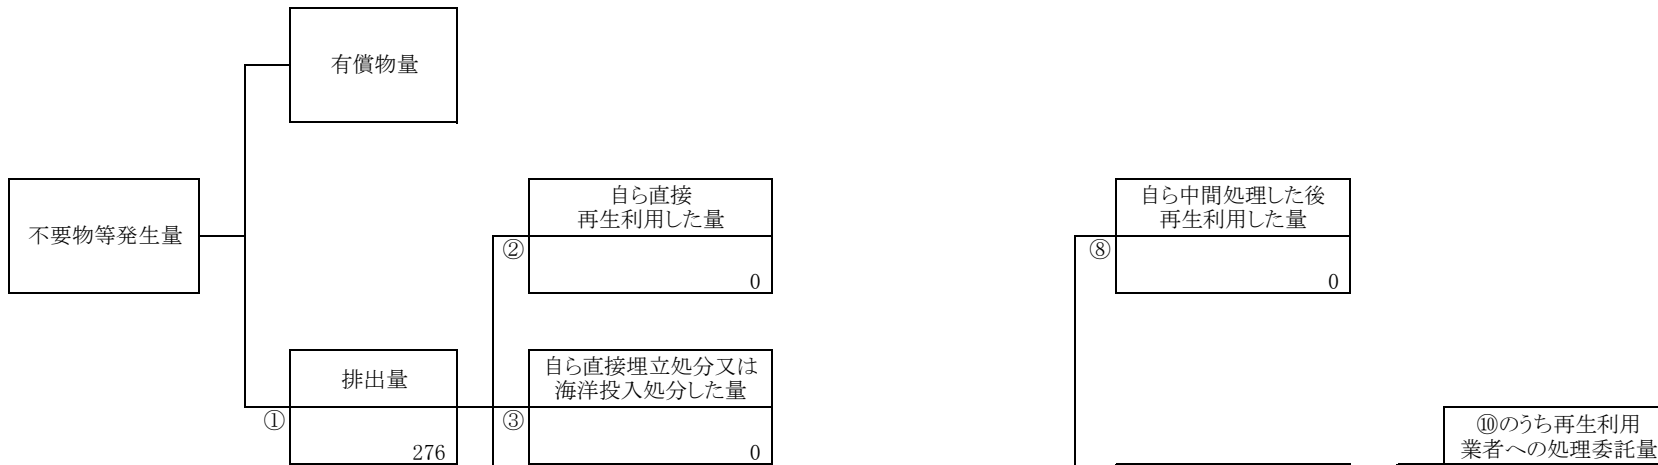 有償物量
不要物等発生量
自ら直接
再生利用した量
②
0
自ら中間処理した後
再生利用した量
⑧
0
排出量
①
276
自ら直接埋立処分又は
海洋投入処分した量
③
0
⑩のうち再生利用
業者への処理委託量